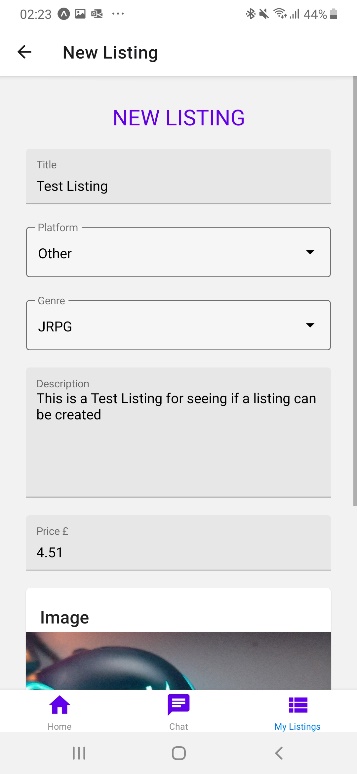 02:23
44%
New Listing
NEW LISTING
Title
Test Listing
Platform
Other
Genre
JRPG
Description
This is a Test Listing for seeing if a listing can
be created
Price £
4.51
Image
Home
Chat
My Listings